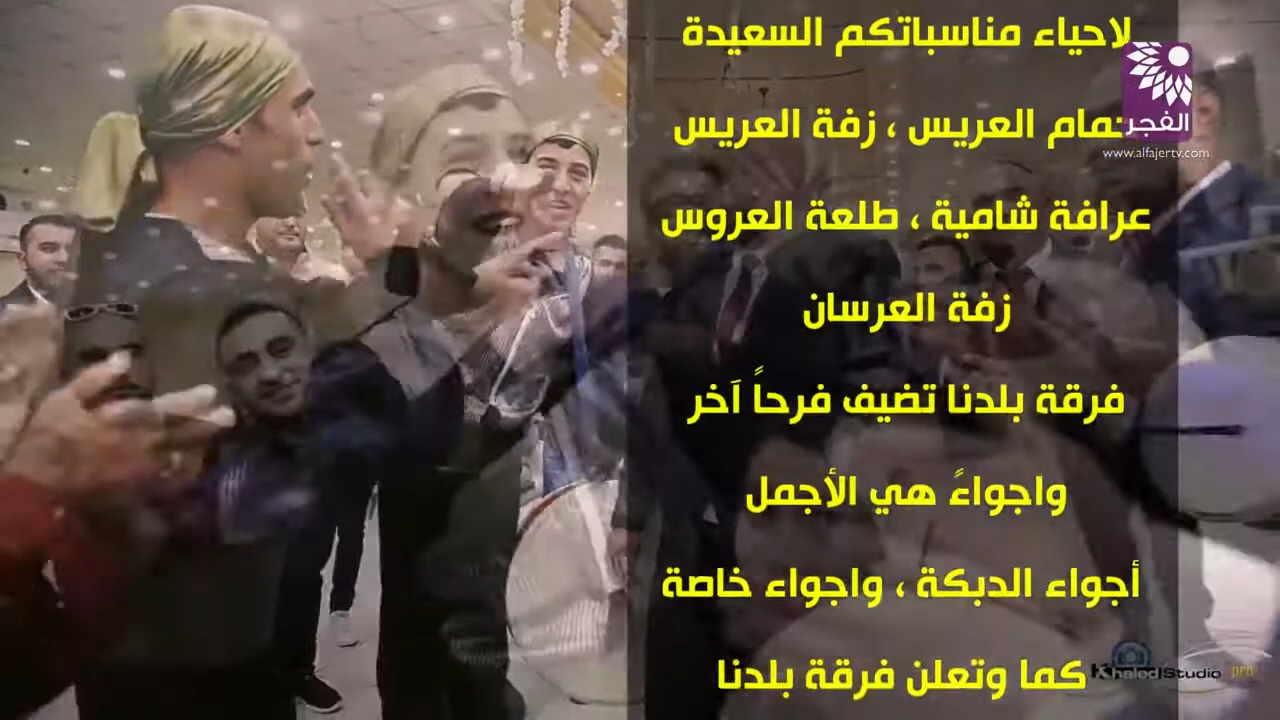 لاحياء مناسباتكم السعيدة
حمام العريس ، زفة العريس
الفجر
www.alfajertv.com
عرافة شامية ، طلعة العروس
زفة العرسان
فرقة بلدنا تضيف فرحاً آخر
واجواءً هي الأجمل
أجواء الدبكة ، واجواء خاصة
كما وتعلن فرقة بلدنا
Khaled Studio pro